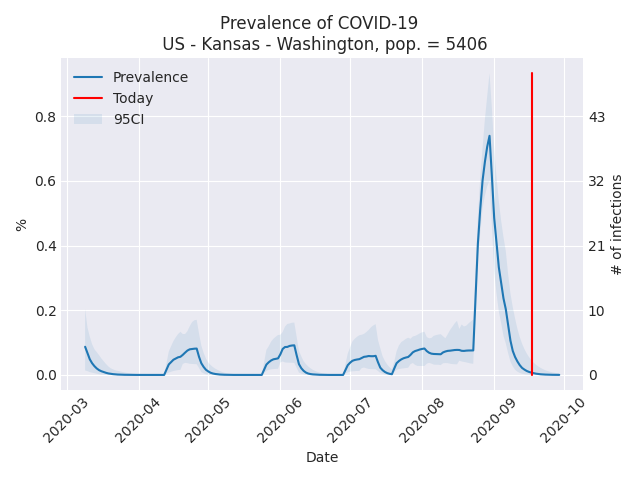 Prevalence of COVID-19
US - Kansas - Washington, pop. = 5406
Prevalence
Today
95CI
%
0.8
0.6
0.4
0.2
0.0
43
32
21
10
0
# of infections
2020-03
2020-04
2020-05
2020-06
2020-07
2020-08
2020-09
2020-10
Date